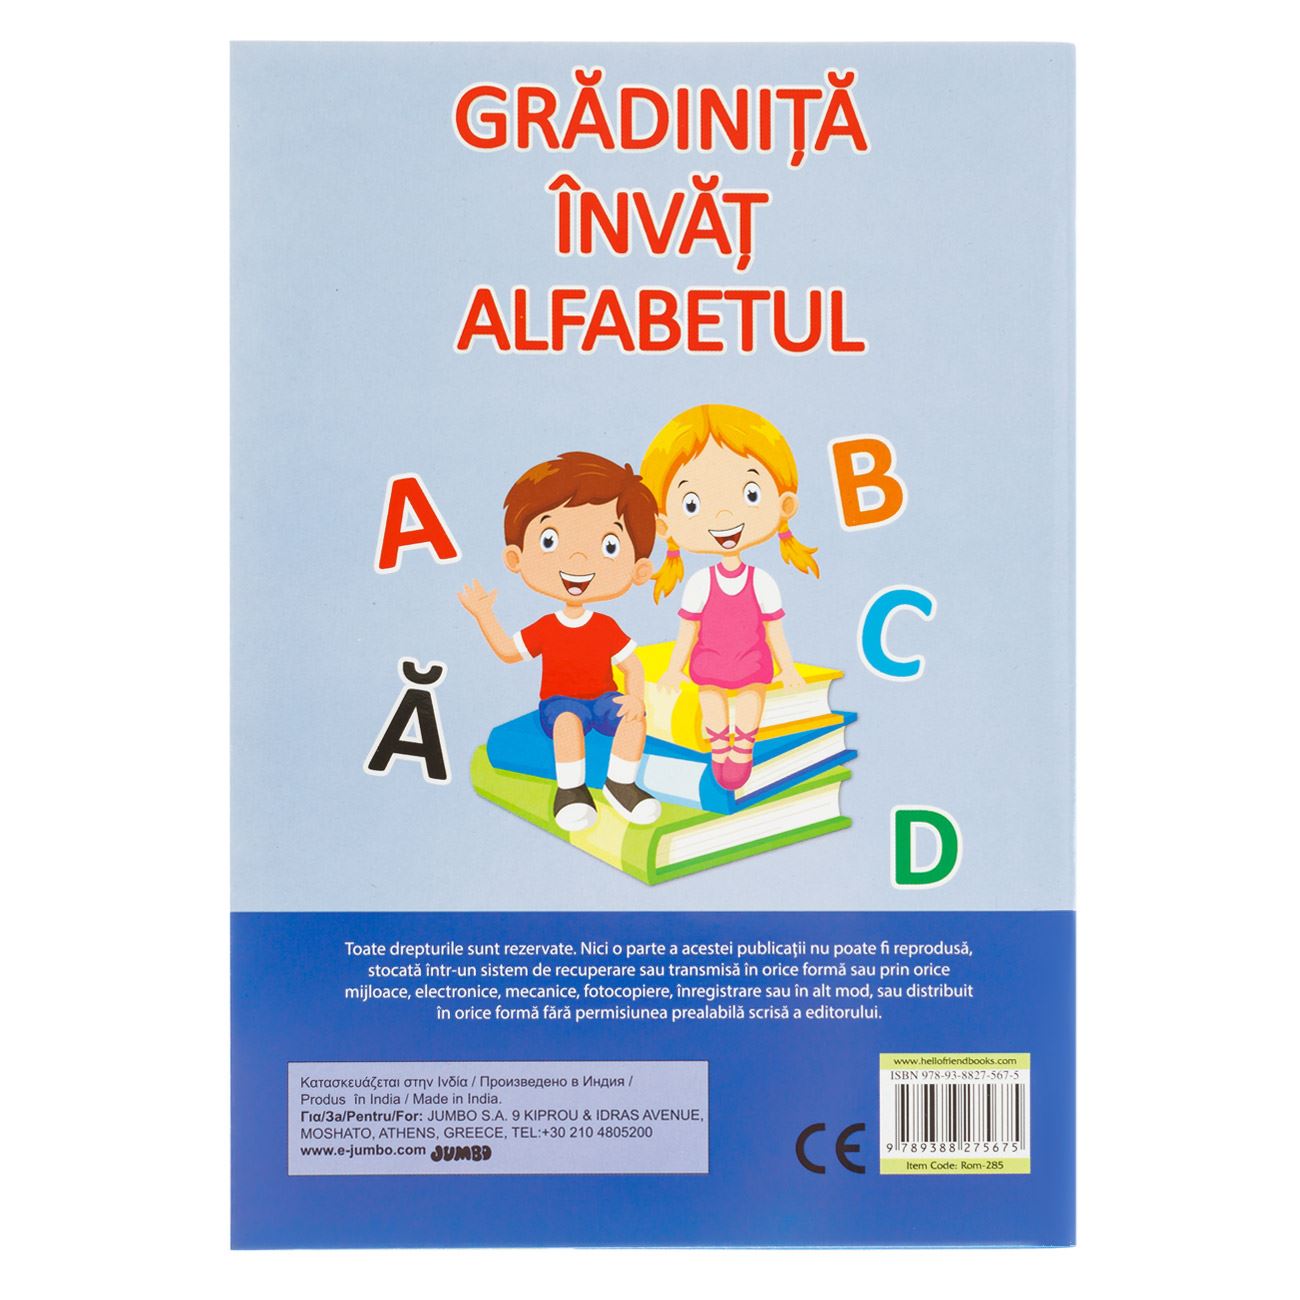 GRĂDINIȚĂ
ÎNVĂȚ
ALFABETUL
A
B
C
Ă
D
Toate drepturile sunt rezervate. Nici o parte a acestei publicații nu poate fi reprodusă,
stocată într-un sistem de recuperare sau transmisă în orice formă sau prin orice
mijloace, electronice, mecanice, fotocopiere, înregistrare sau în alt mod, sau distribuit
în orice formă fără permisiunea prealabilă scrisă a editorului.
Κατασκευάζεται στην Ινδία / Произведено в Индия /
Produs în India / Made in India.
Για/За/Pentru/For: JUMBO S.A. 9 KIPROU & IDRAS AVENUE,
MOSHATO, ATHENS, GREECE, TEL:+30 210 4805200
www.e-jumbo.com JUMBO
CE
www.hellofriendbooks.com
ISBN 978-93-8827-567-5
9 789388 275675
Item Code: Rom-285